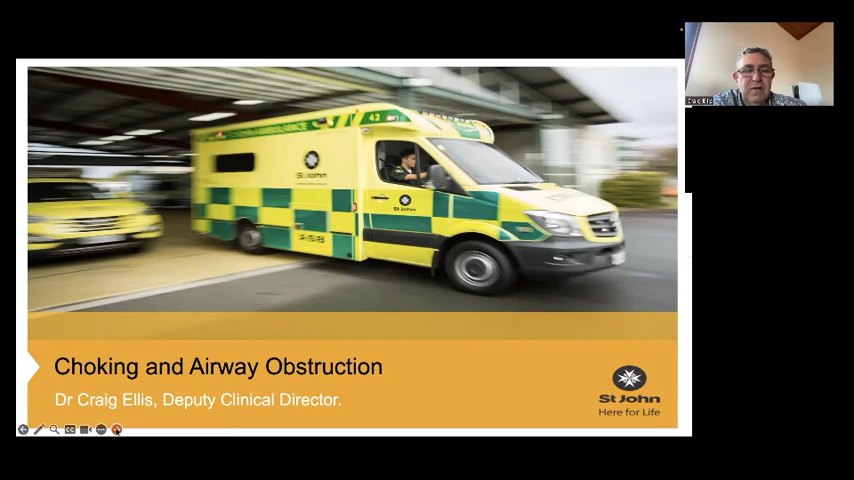 42
St John
St John
Choking and Airway Obstruction
Dr Craig Ellis, Deputy Clinical Director.
St John
Here for Life
CC